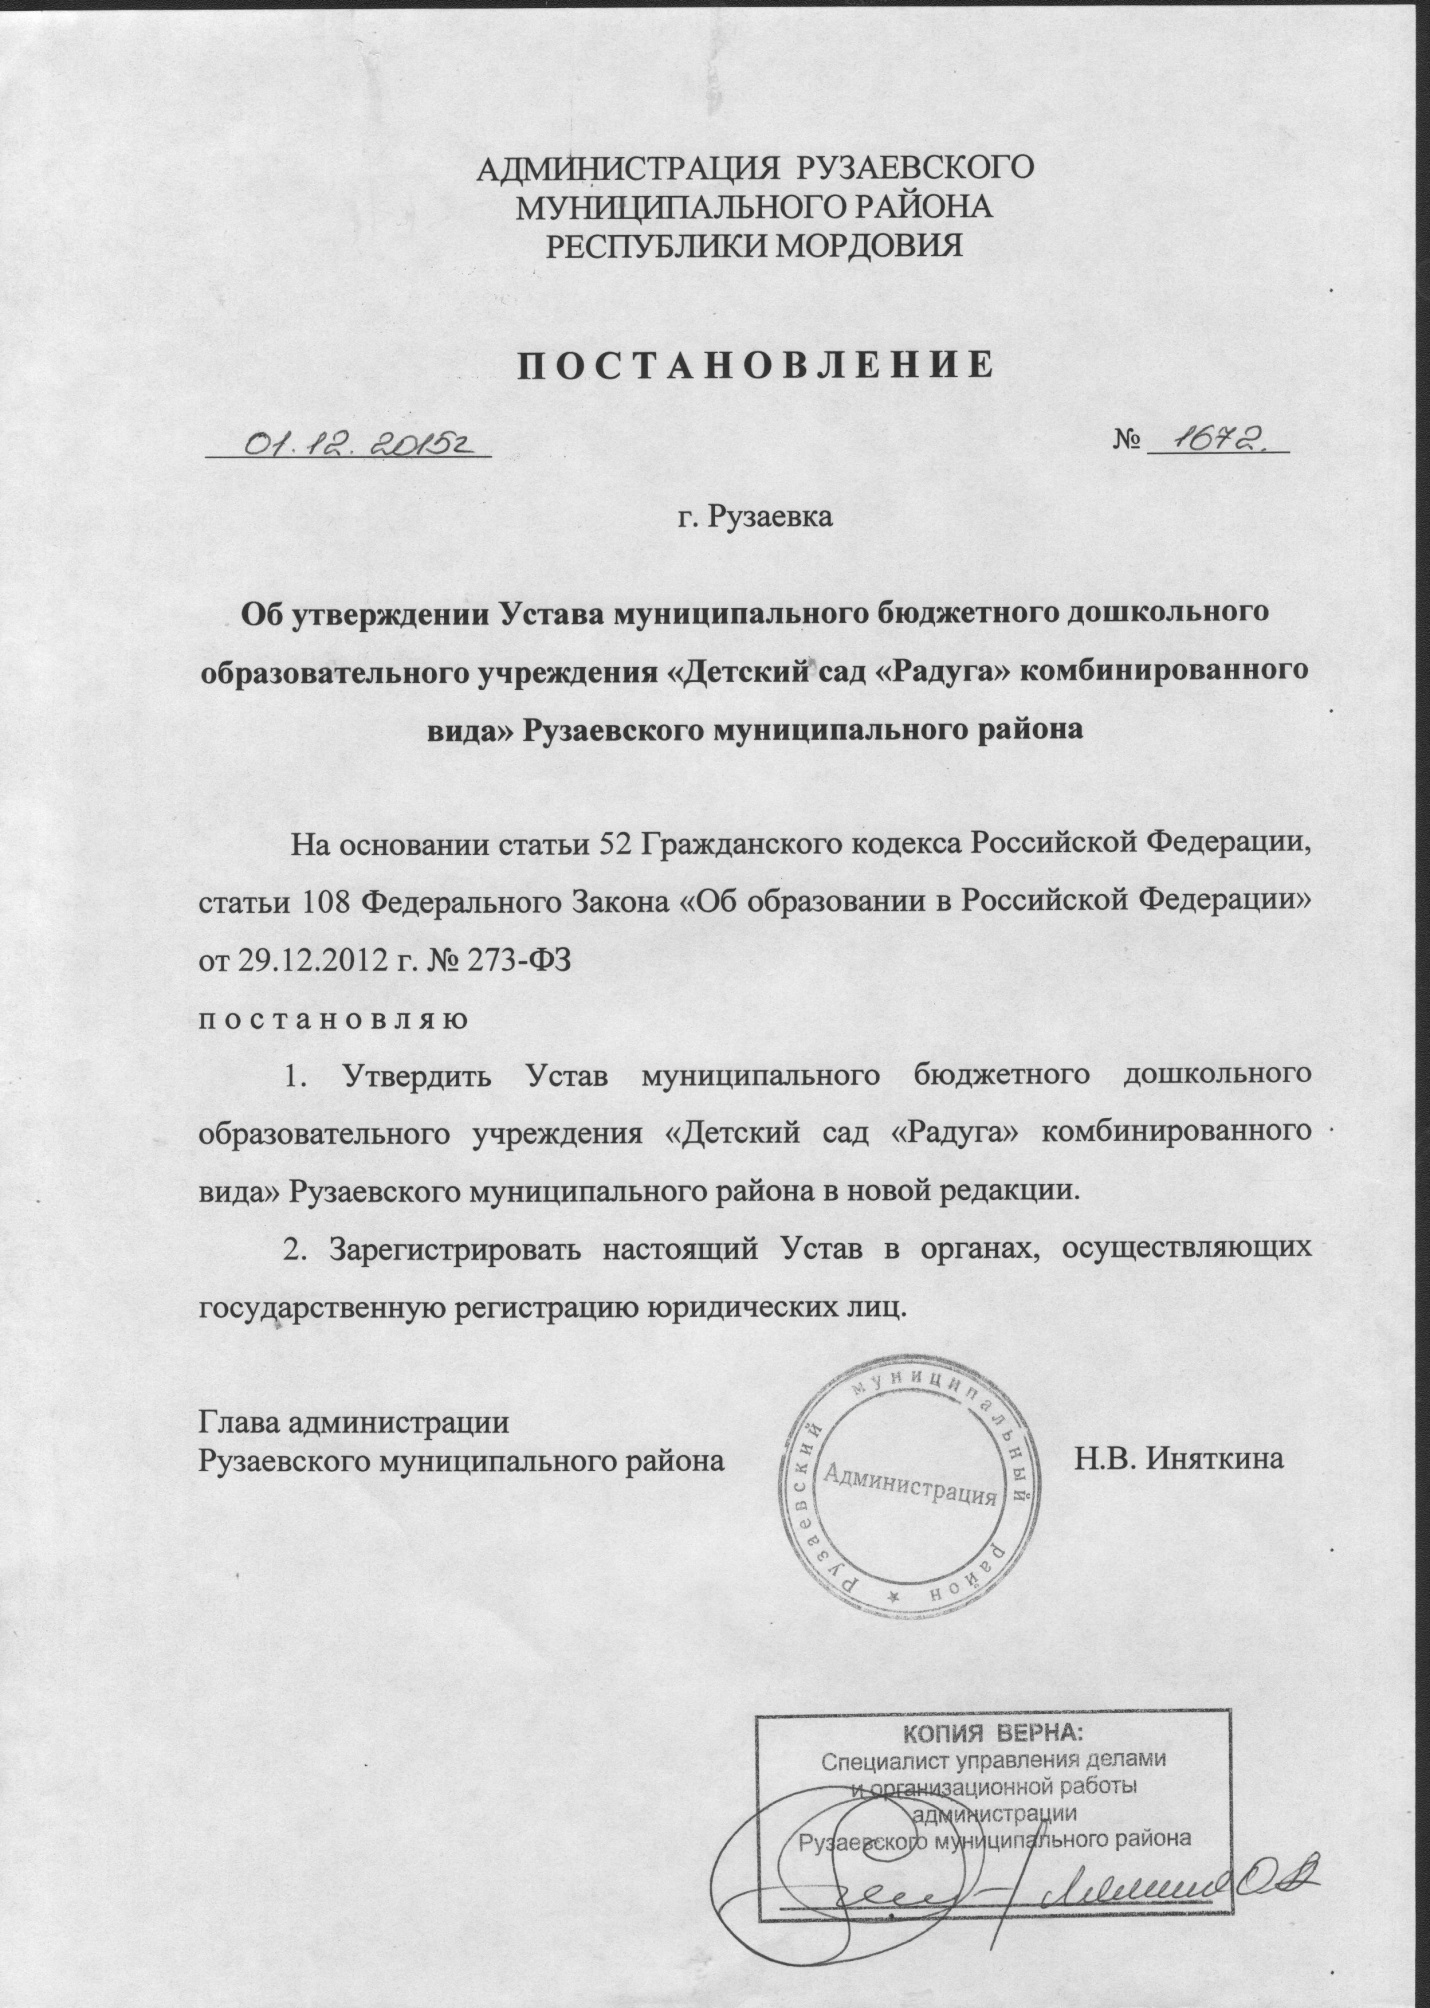 АДМИНИСТРАЦИЯ РУЗАЕВСКОГО
МУНИЦИПАЛЬНОГО РАЙОНА
РЕСПУБЛИКИ МОРДОВИЯ
П О С Т А Н О В Л Е Н И Е
01.12.2015г № 1672.
г. Рузаевка
Об утверждении Устава муниципального бюджетного дошкольного
образовательного учреждения «Детский сад «Радуга» комбинированного
вида» Рузаевского муниципального района
На основании статьи 52 Гражданского кодекса Российской Федерации,
статьи 108 Федерального Закона «Об образовании в Российской Федерации»
от 29.12.2012 г. № 273-ФЗ
п о с т а н о в л я ю
1. Утвердить Устав муниципального бюджетного дошкольного
образовательного учреждения «Детский сад «Радуга» комбинированного
вида» Рузаевского муниципального района в новой редакции.
2. Зарегистрировать настоящий Устав в органах, осуществляющих
государственную регистрацию юридических лиц.
Глава администрации
Рузаевского муниципального района Н.В. Иняткина
Рузаевский муниципальный район
Администрация
КОПИЯ ВЕРНА:
Специалист управления делами
и организационной работы
администрации
Рузаевского муниципального района